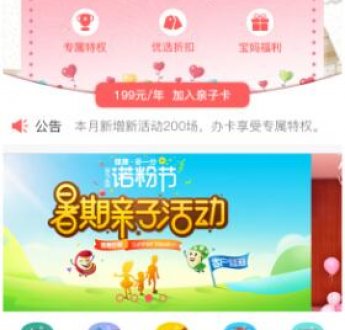 专属特权 优选折扣 宝妈福利
199元/年 加入亲子卡
公告 本月新增新活动200场，办卡享受专属特权。
诺粉节
暑期亲子活动